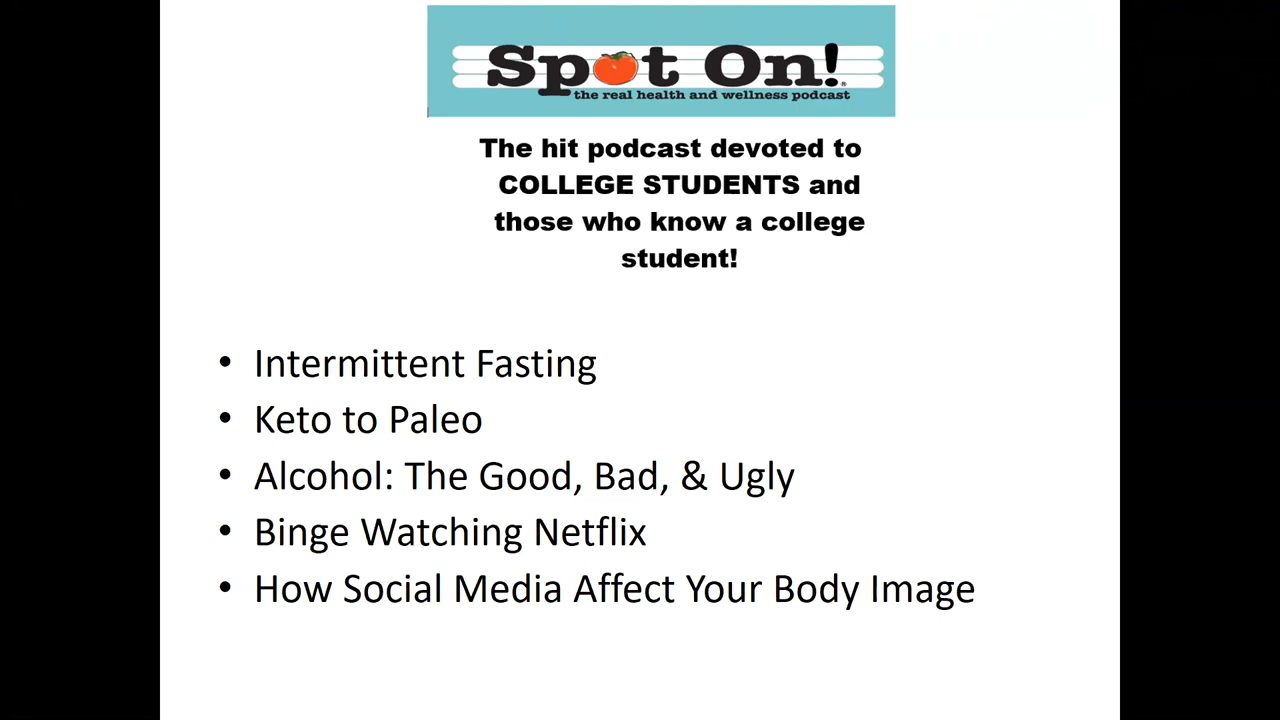 Spot On!®
the real health and wellness podcast
The hit podcast devoted to
COLLEGE STUDENTS and
those who know a college
student!
• Intermittent Fasting
• Keto to Paleo
• Alcohol: The Good, Bad, & Ugly
• Binge Watching Netflix
• How Social Media Affect Your Body Image